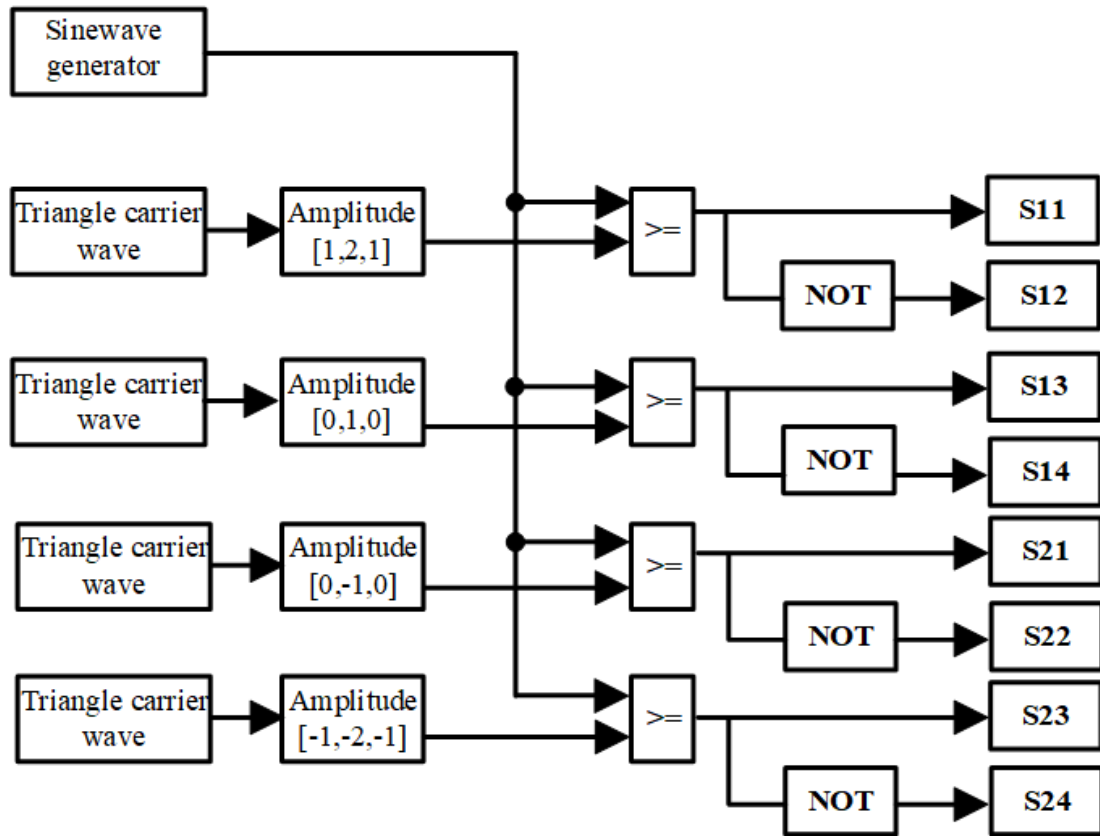 Sinewave
generator
Triangle carrier
wave
Amplitude
[1,2,1]
>=
S11
NOT
S12
Triangle carrier
wave
Amplitude
[0,1,0]
>=
S13
NOT
S14
Triangle carrier
wave
Amplitude
[0,-1,0]
>=
S21
NOT
S22
Triangle carrier
wave
Amplitude
[-1,-2,-1]
>=
S23
NOT
S24